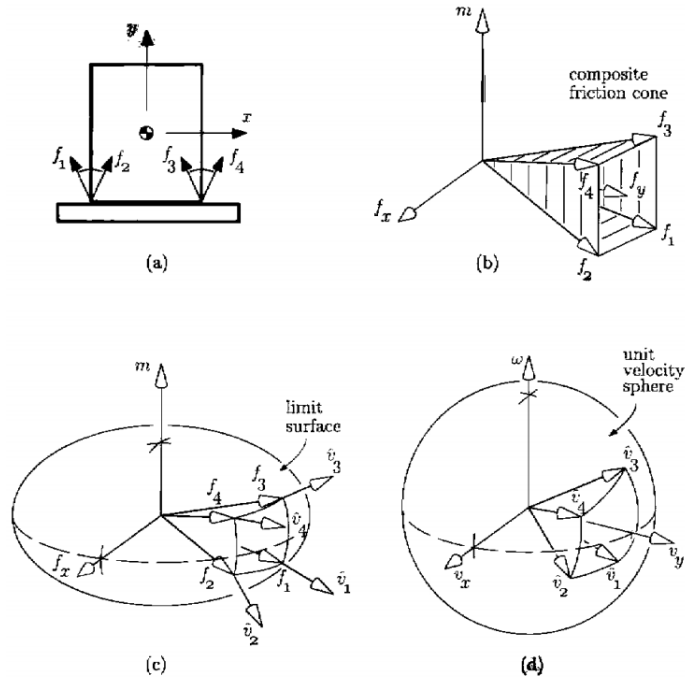 y
x
f1
f2
f3
f4
(a)
m
composite
friction cone
f3
f4
fy
fx
f1
f2
(b)
m
limit
surface
v̂3
f3
f4
v̂4
fx
f2
f1
v̂1
v̂2
(c)
ω
unit
velocity
sphere
v̂3
v̂4
v̂x
v̂1
v̂2
vy
(d)